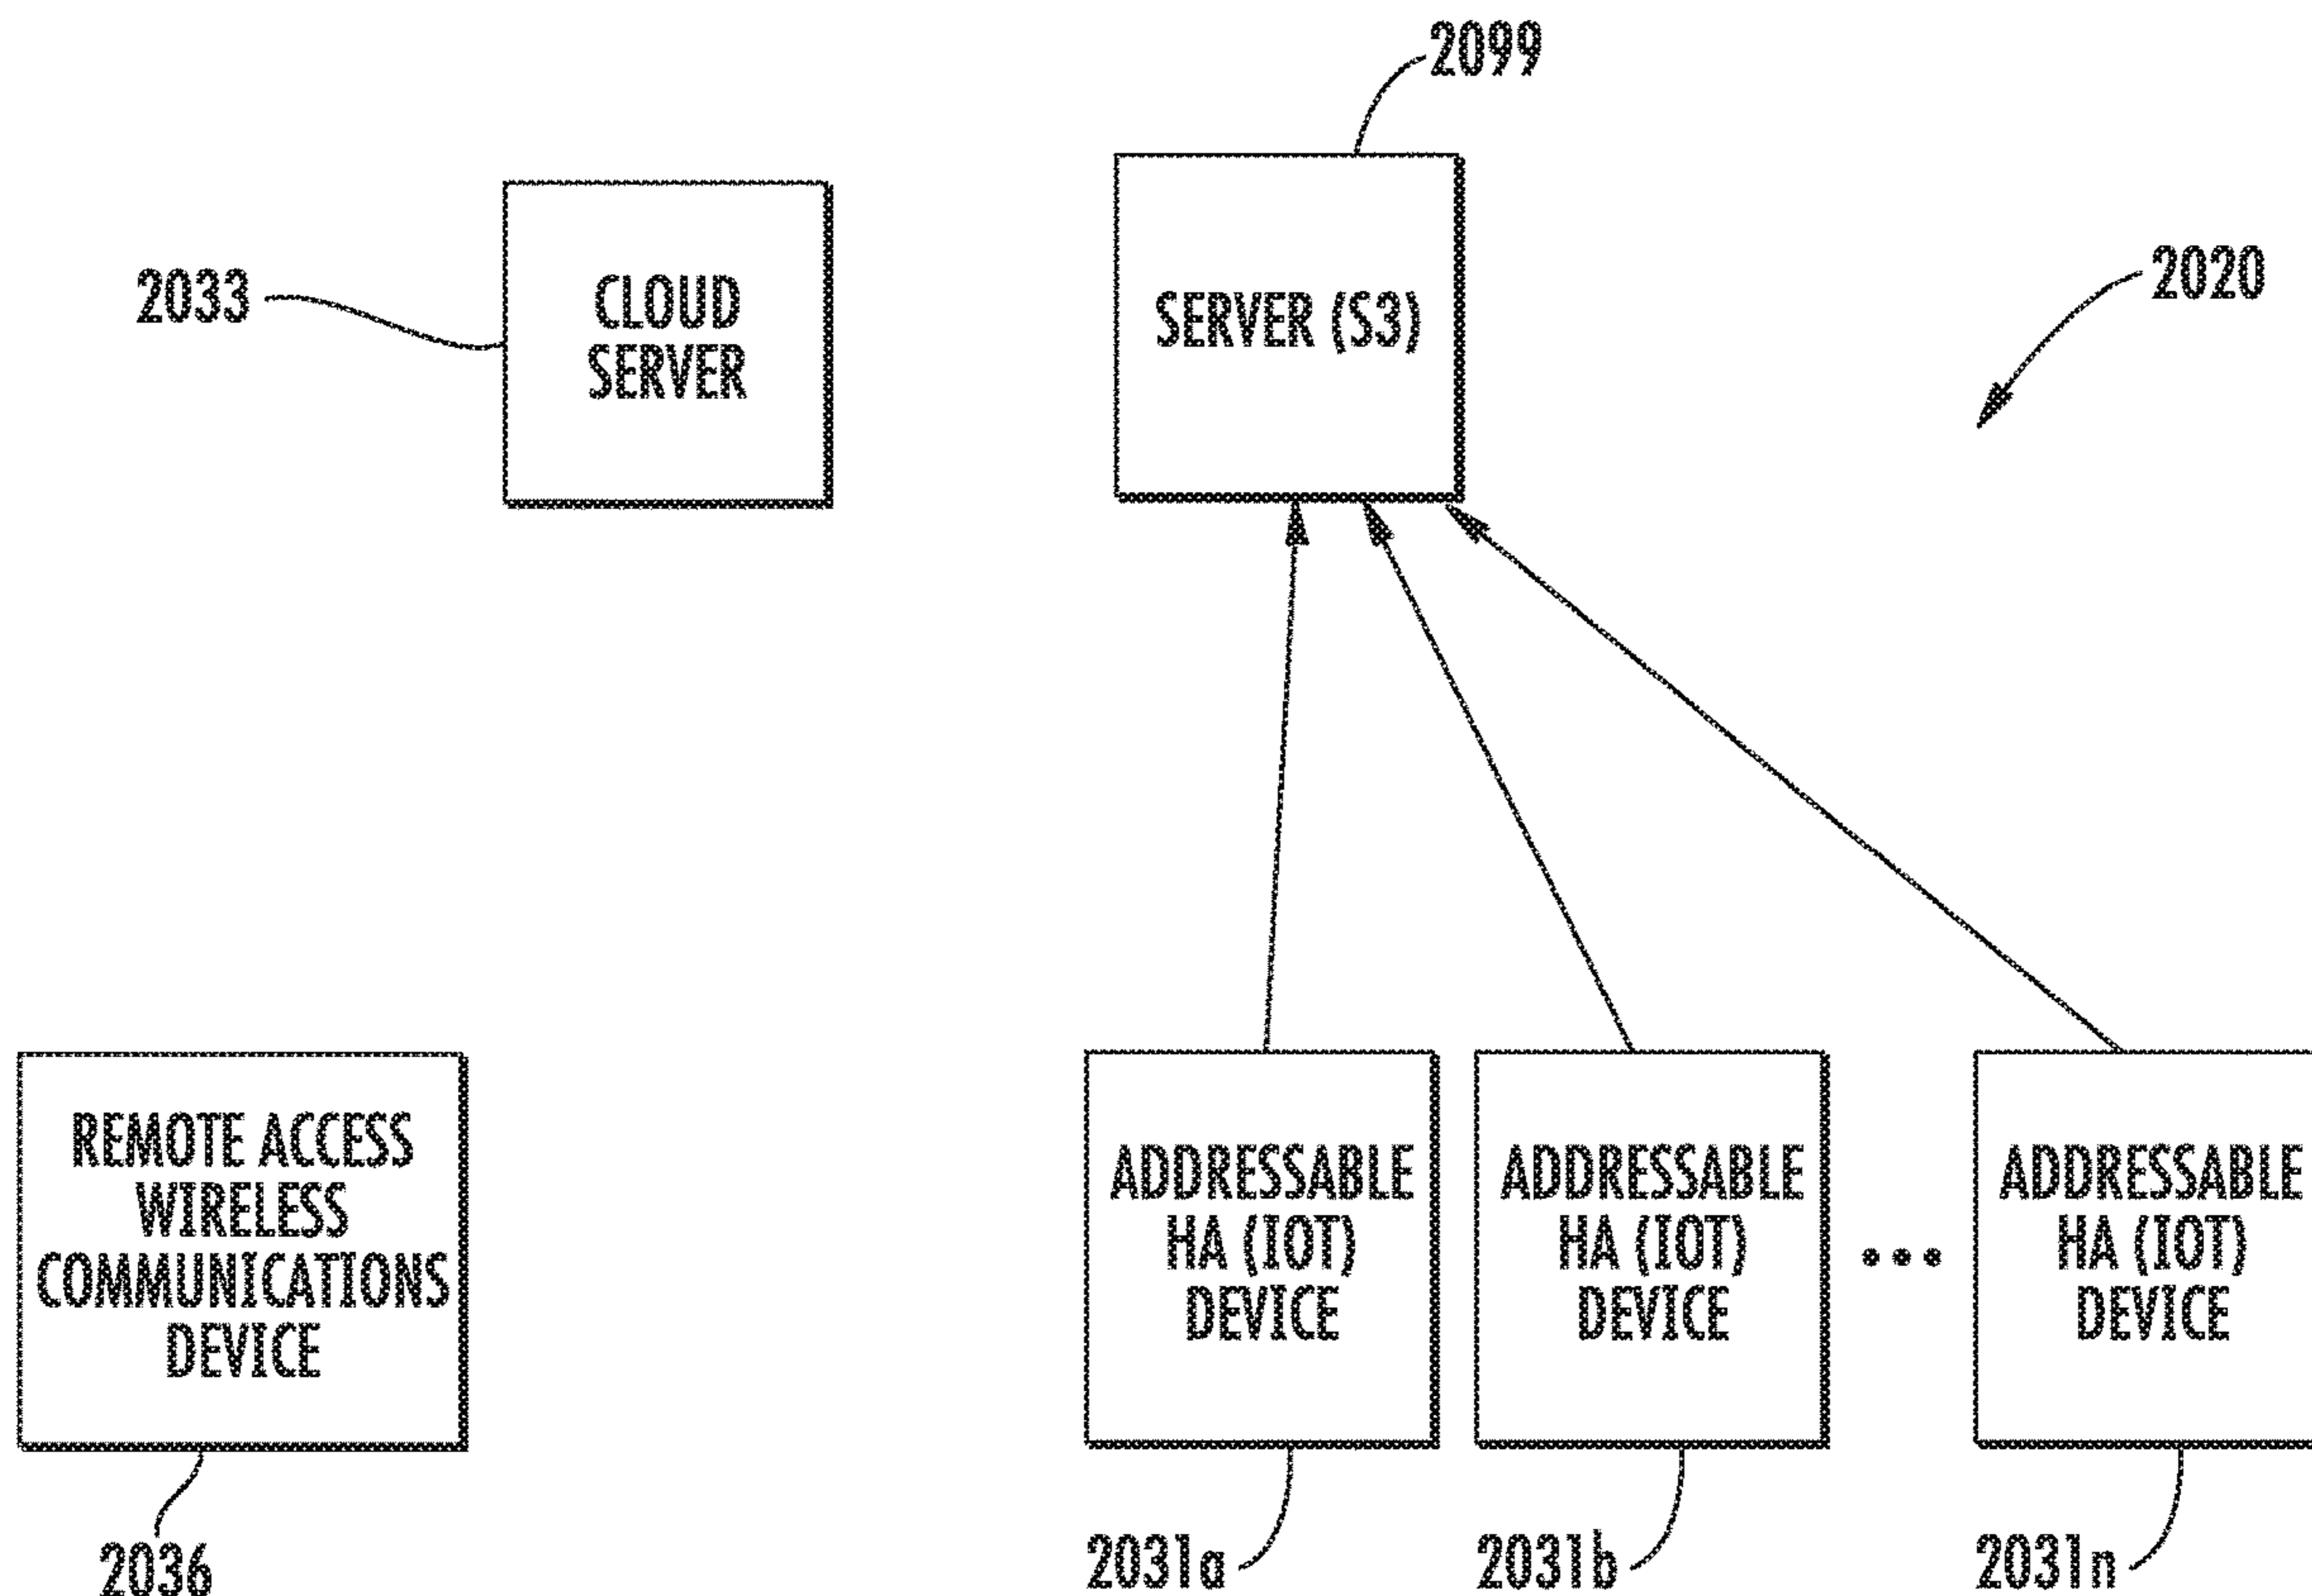 2099
2033
CLOUD
SERVER
SERVER (S3)
2020
REMOTE ACCESS
WIRELESS
COMMUNICATIONS
DEVICE
ADDRESSABLE
HA (IOT)
DEVICE
ADDRESSABLE
HA (IOT)
DEVICE
•••
ADDRESSABLE
HA (IOT)
DEVICE
2036
2031a
2031b
2031n